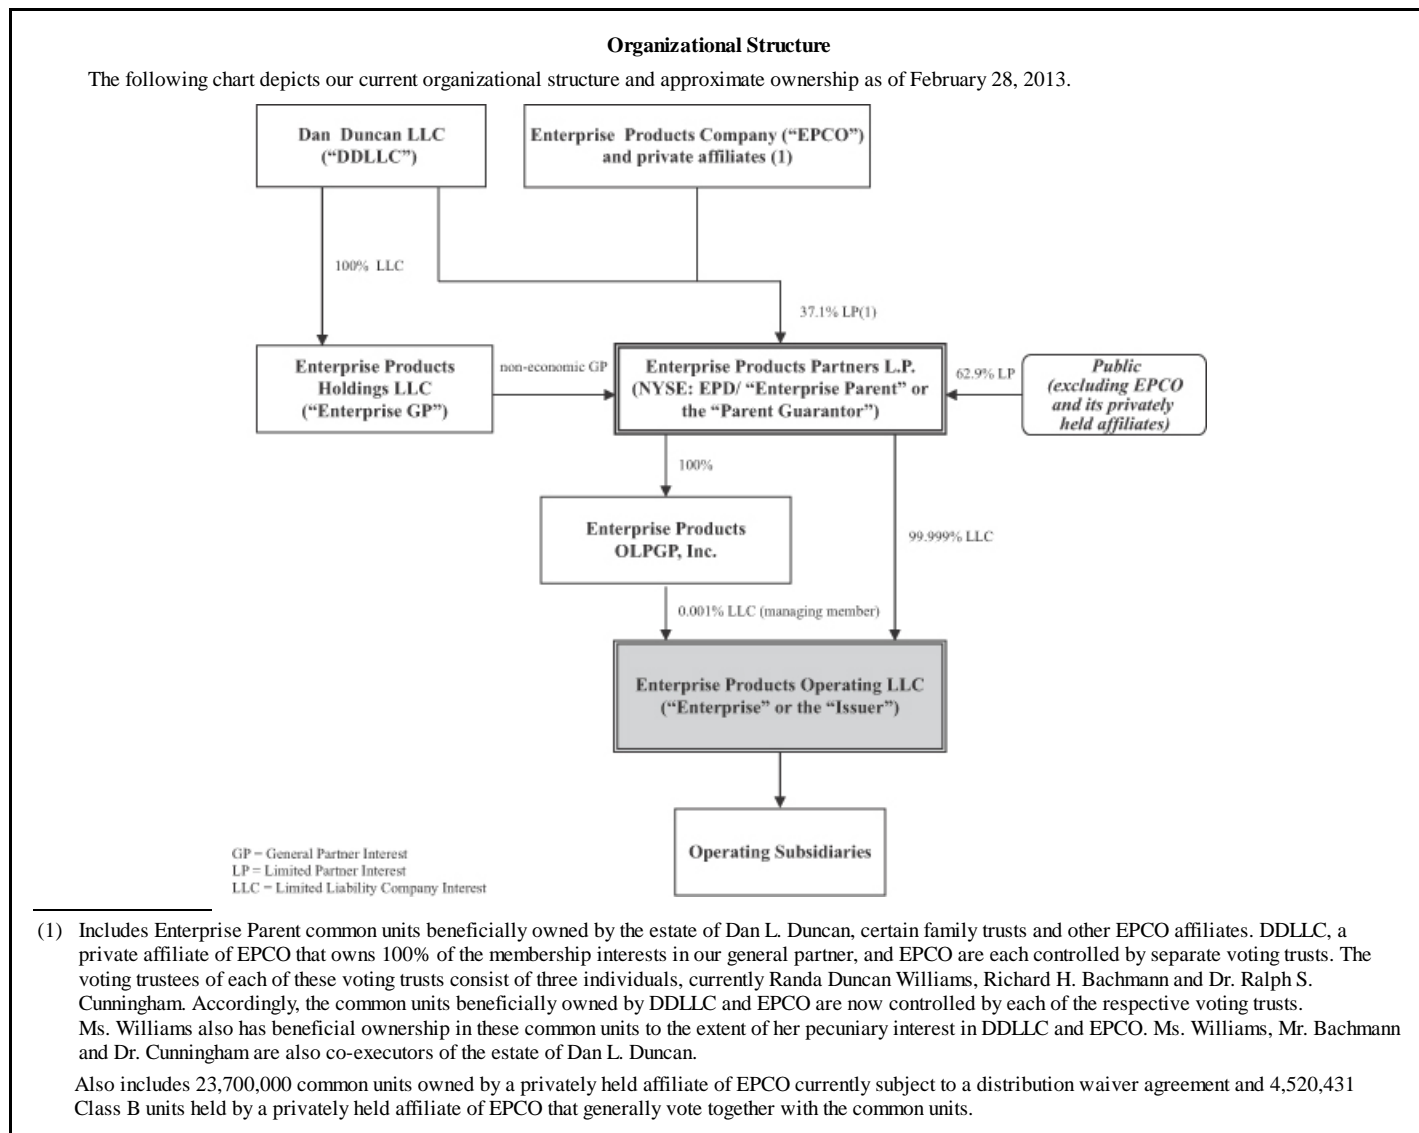 Organizational Structure
The following chart depicts our current organizational structure and approximate ownership as of February 28, 2013.
Dan Duncan LLC
("DDLLC")
Enterprise Products Company ("EPCO")
and private affiliates (1)
100% LLC
37.1% LP(1)
Enterprise Products
Holdings LLC
("Enterprise GP")
non-economic GP
Enterprise Products Partners L.P.
(NYSE: EPD/ "Enterprise Parent" or
the "Parent Guarantor")
62.9% LP
Public
(excluding EPCO
and its privately
held affiliates)
100%
Enterprise Products
OLPGP, Inc.
99.999% LLC
0.001% LLC (managing member)
Enterprise Products Operating LLC
("Enterprise" or the "Issuer")
Operating Subsidiaries
GP = General Partner Interest
LP = Limited Partner Interest
LLC = Limited Liability Company Interest
(1) Includes Enterprise Parent common units beneficially owned by the estate of Dan L. Duncan, certain family trusts and other EPCO affiliates. DDLLC, a
private affiliate of EPCO that owns 100% of the membership interests in our general partner, and EPCO are each controlled by separate voting trusts. The
voting trustees of each of these voting trusts consist of three individuals, currently Randa Duncan Williams, Richard H. Bachmann and Dr. Ralph S.
Cunningham. Accordingly, the common units beneficially owned by DDLLC and EPCO are now controlled by each of the respective voting trusts.
Ms. Williams also has beneficial ownership in these common units to the extent of her pecuniary interest in DDLLC and EPCO. Ms. Williams, Mr. Bachmann
and Dr. Cunningham are also co-executors of the estate of Dan L. Duncan.
Also includes 23,700,000 common units owned by a privately held affiliate of EPCO currently subject to a distribution waiver agreement and 4,520,431
Class B units held by a privately held affiliate of EPCO that generally vote together with the common units.